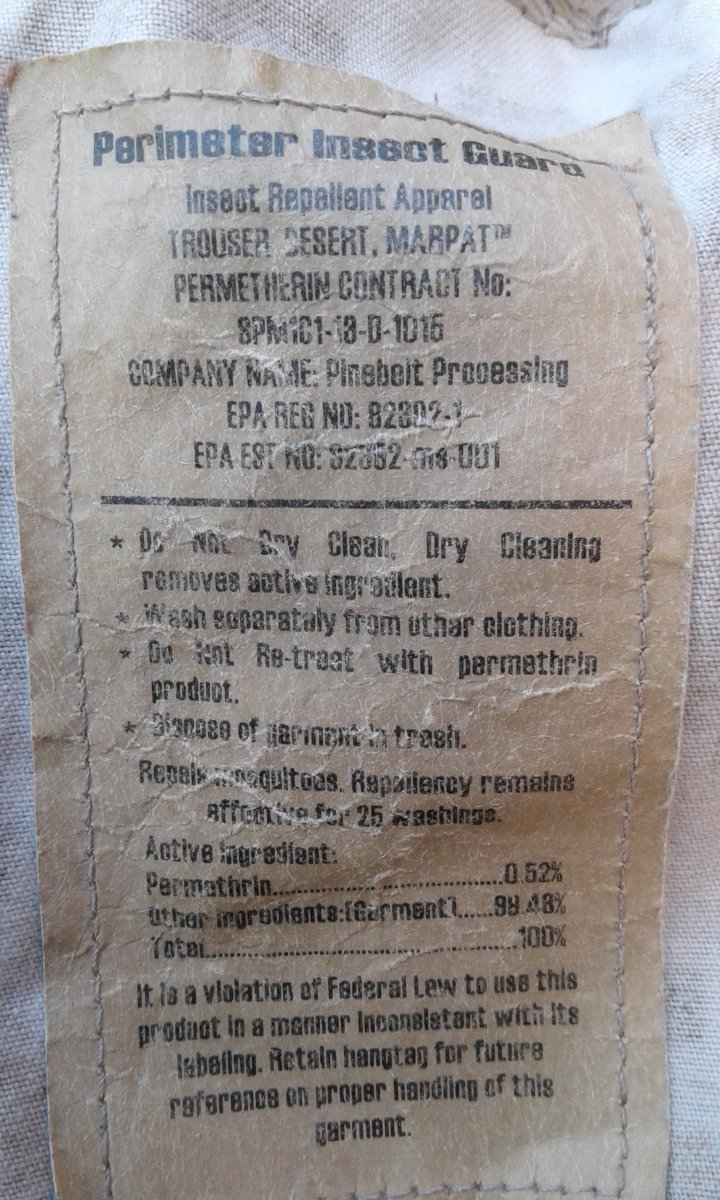 Perimeter Insect Guard
Insect Repellent Apparel
TROUSER, DESERT, MARPAT™
PERMETHERIN CONTRACT No:
SPM1C1-13-D-1015
COMPANY NAME: Pinebelt Processing
EPA REG NO: 82392-1
EPA EST NO: 82392-ms-001
* Do Not Dry Clean, Dry Cleaning
removes active ingredient.
* Wash separately from other clothing.
* Do Not Re-treat with permethrin
product.
* Dispose of garment in trash.
Repels mosquitoes. Repellency remains
effective for 25 washings.
Active Ingredient:
Permethrin....................................0.52%
Other Ingredients:(Garment)......99.48%
Total.............................................100%
It is a violation of Federal Law to use this
product in a manner inconsistent with its
labeling. Retain hangtag for future
reference on proper handling of this
garment.